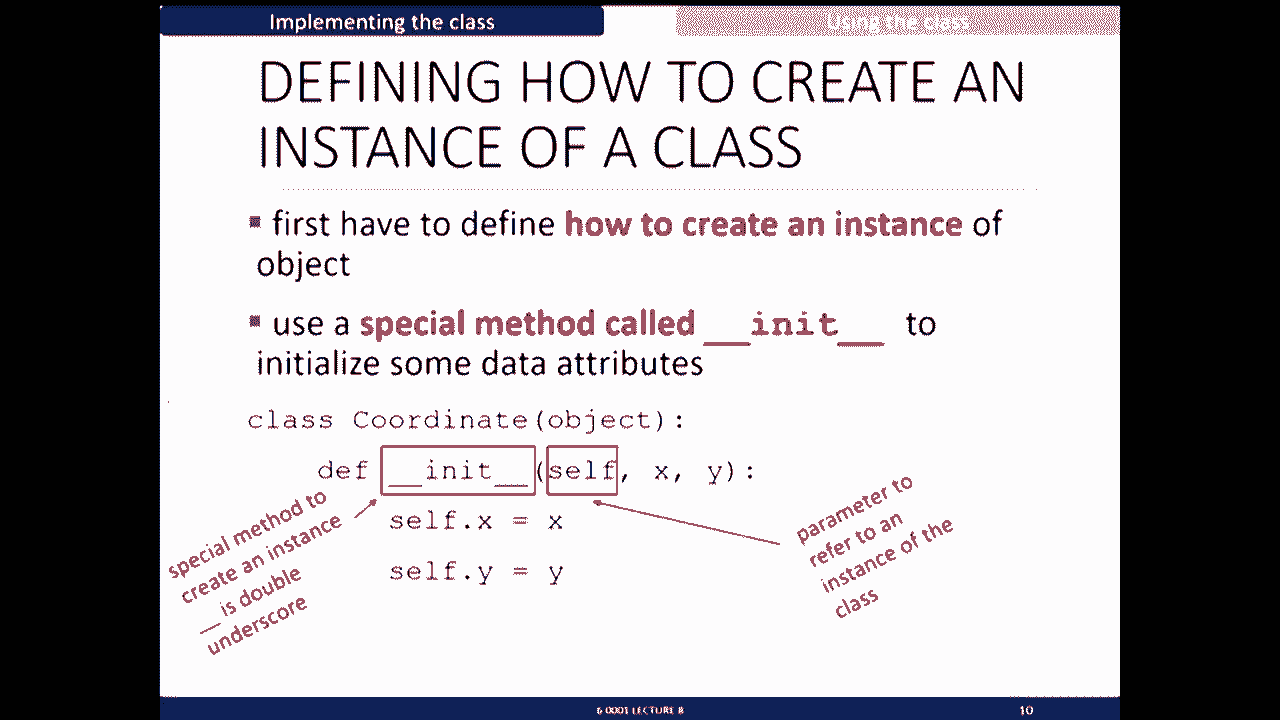 Implementing the class
Using the class
DEFINING HOW TO CREATE AN
INSTANCE OF A CLASS
▪ first have to define how to create an instance of
object
▪ use a special method called __init__ to
initialize some data attributes
class Coordinate(object):
def __init__(self, x, y):
self.x = x
self.y = y
special method to
create an instance
__ is double
underscore
parameter to
refer to an
instance of the
class
6.0001 LECTURE 8
10